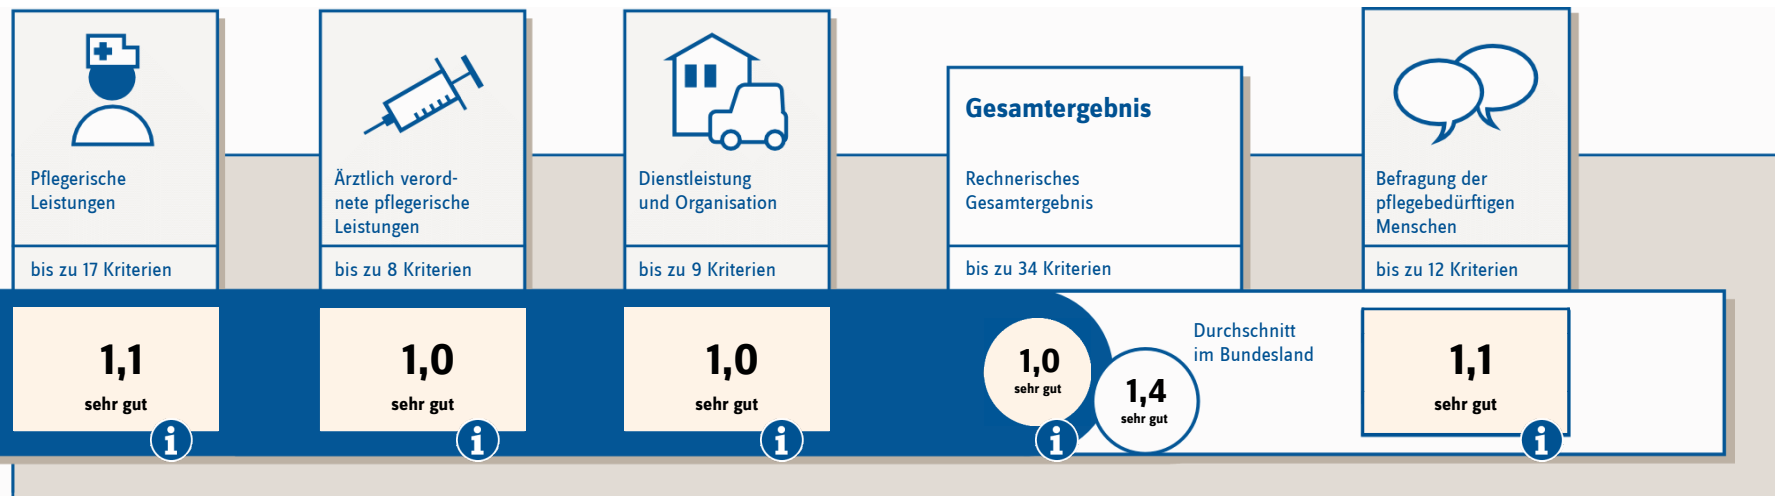 Pflegerische
Leistungen
bis zu 17 Kriterien
1,1
sehr gut
i
Ärztlich verord-
nete pflegerische
Leistungen
bis zu 8 Kriterien
1,0
sehr gut
i
Dienstleistung
und Organisation
bis zu 9 Kriterien
1,0
sehr gut
i
Gesamtergebnis
Rechnerisches
Gesamtergebnis
bis zu 34 Kriterien
1,0
sehr gut
i
1,4
sehr gut
Durchschnitt
im Bundesland
Befragung der
pflegebedürftigen
Menschen
bis zu 12 Kriterien
1,1
sehr gut
i